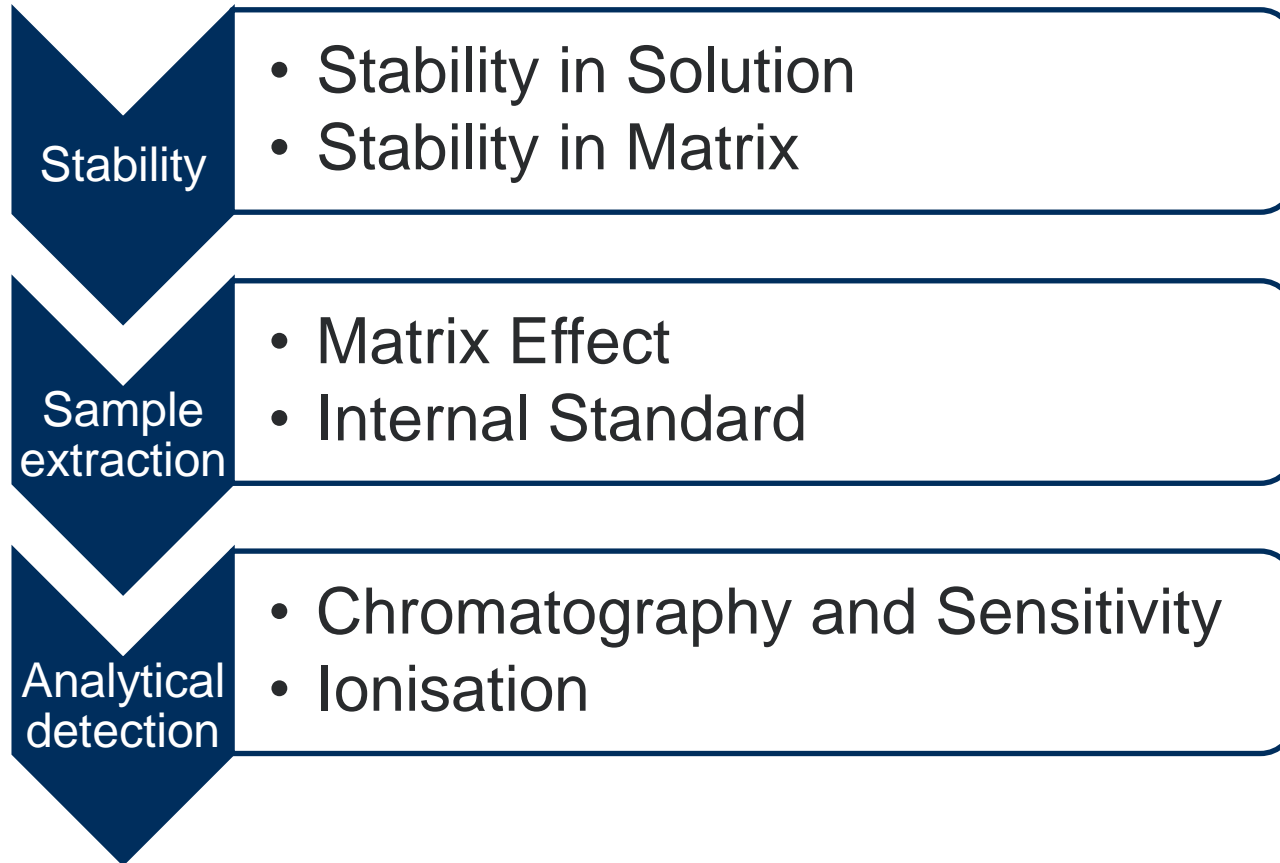 Stability
• Stability in Solution
• Stability in Matrix
Sample
extraction
• Matrix Effect
• Internal Standard
Analytical
detection
• Chromatography and Sensitivity
• Ionisation